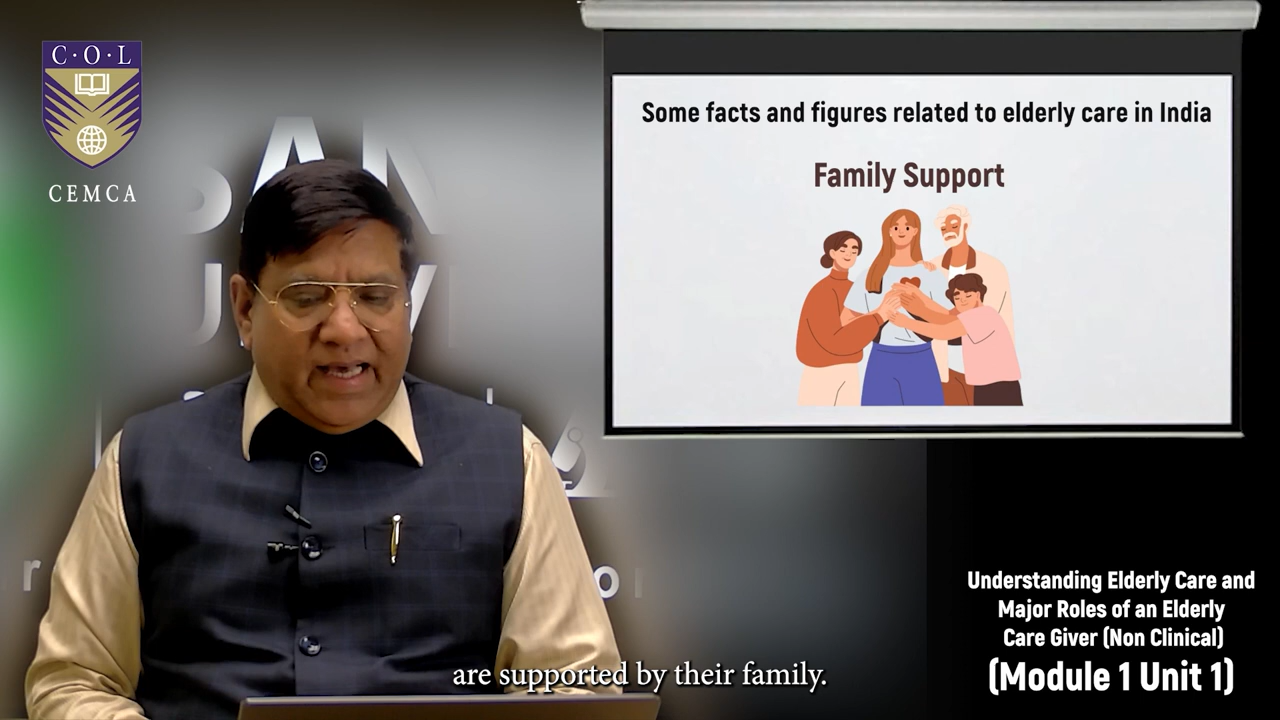 C·O·L
CEMCA
SAN
Some facts and figures related to elderly care in India
Family Support
Understanding Elderly Care and
Major Roles of an Elderly
Care Giver (Non Clinical)
(Module 1 Unit 1)
are supported by their family.